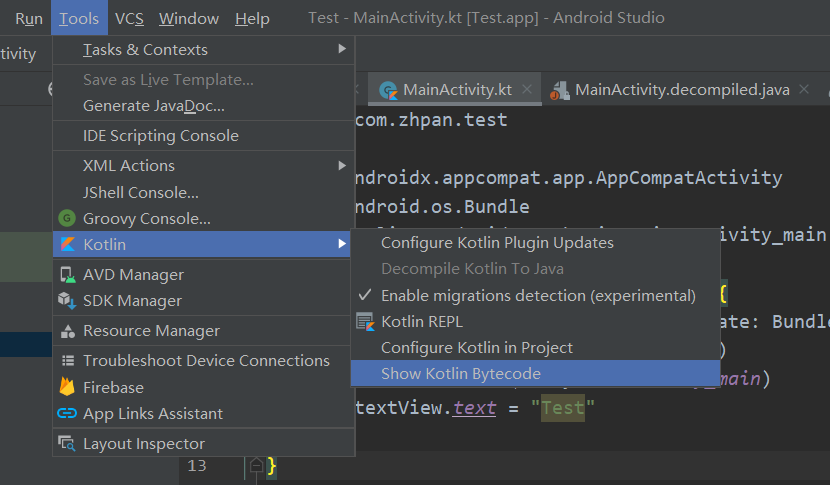 Run Tools VCS Window Help Test - MainActivity.kt [Test.app] - Android Studio
tivity Tasks & Contexts
Save as Live Template...
MainActivity.kt MainActivity.decompiled.java
Generate JavaDoc...
com.zhpan.test
IDE Scripting Console
XML Actions
ndroidx.appcompat.app.AppCompatActivity
JShell Console...
ndroid.os.Bundle
Groovy Console...
ivity_main
Kotlin
Configure Kotlin Plugin Updates
Decompile Kotlin To Java
AVD Manager
Enable migrations detection (experimental) {
SDK Manager
Kotlin REPL ate: Bundl
Resource Manager
Configure Kotlin in Project )
Troubleshoot Device Connections
Show Kotlin Bytecode _main)
Firebase
App Links Assistant
textView.text = "Test"
Layout Inspector
13 }